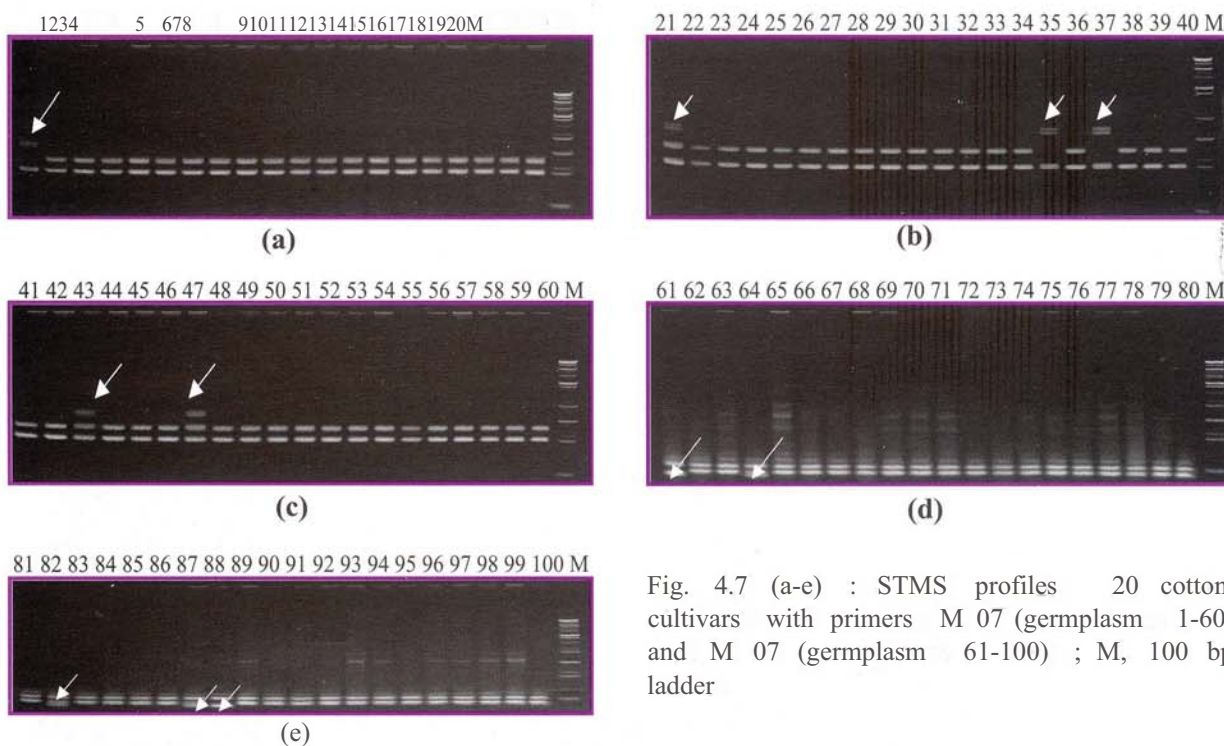 1234 5 678 91011121314151617181920M
21 22 23 24 25 26 27 28 29 30 31 32 33 34 35 36 37 38 39 40 M
(a)
(b)
41 42 43 44 45 46 47 48 49 50 51 52 53 54 55 56 57 58 59 60 M
61 62 63 64 65 66 67 68 69 70 71 72 73 74 75 76 77 78 79 80 M
(c)
(d)
81 82 83 84 85 86 87 88 89 90 91 92 93 94 95 96 97 98 99 100 M
(e)
Fig. 4.7 (a-e) : STMS profiles 20 cotton
cultivars with primers M 07 (germplasm 1-60
and M 07 (germplasm 61-100) ; M, 100 bp
ladder